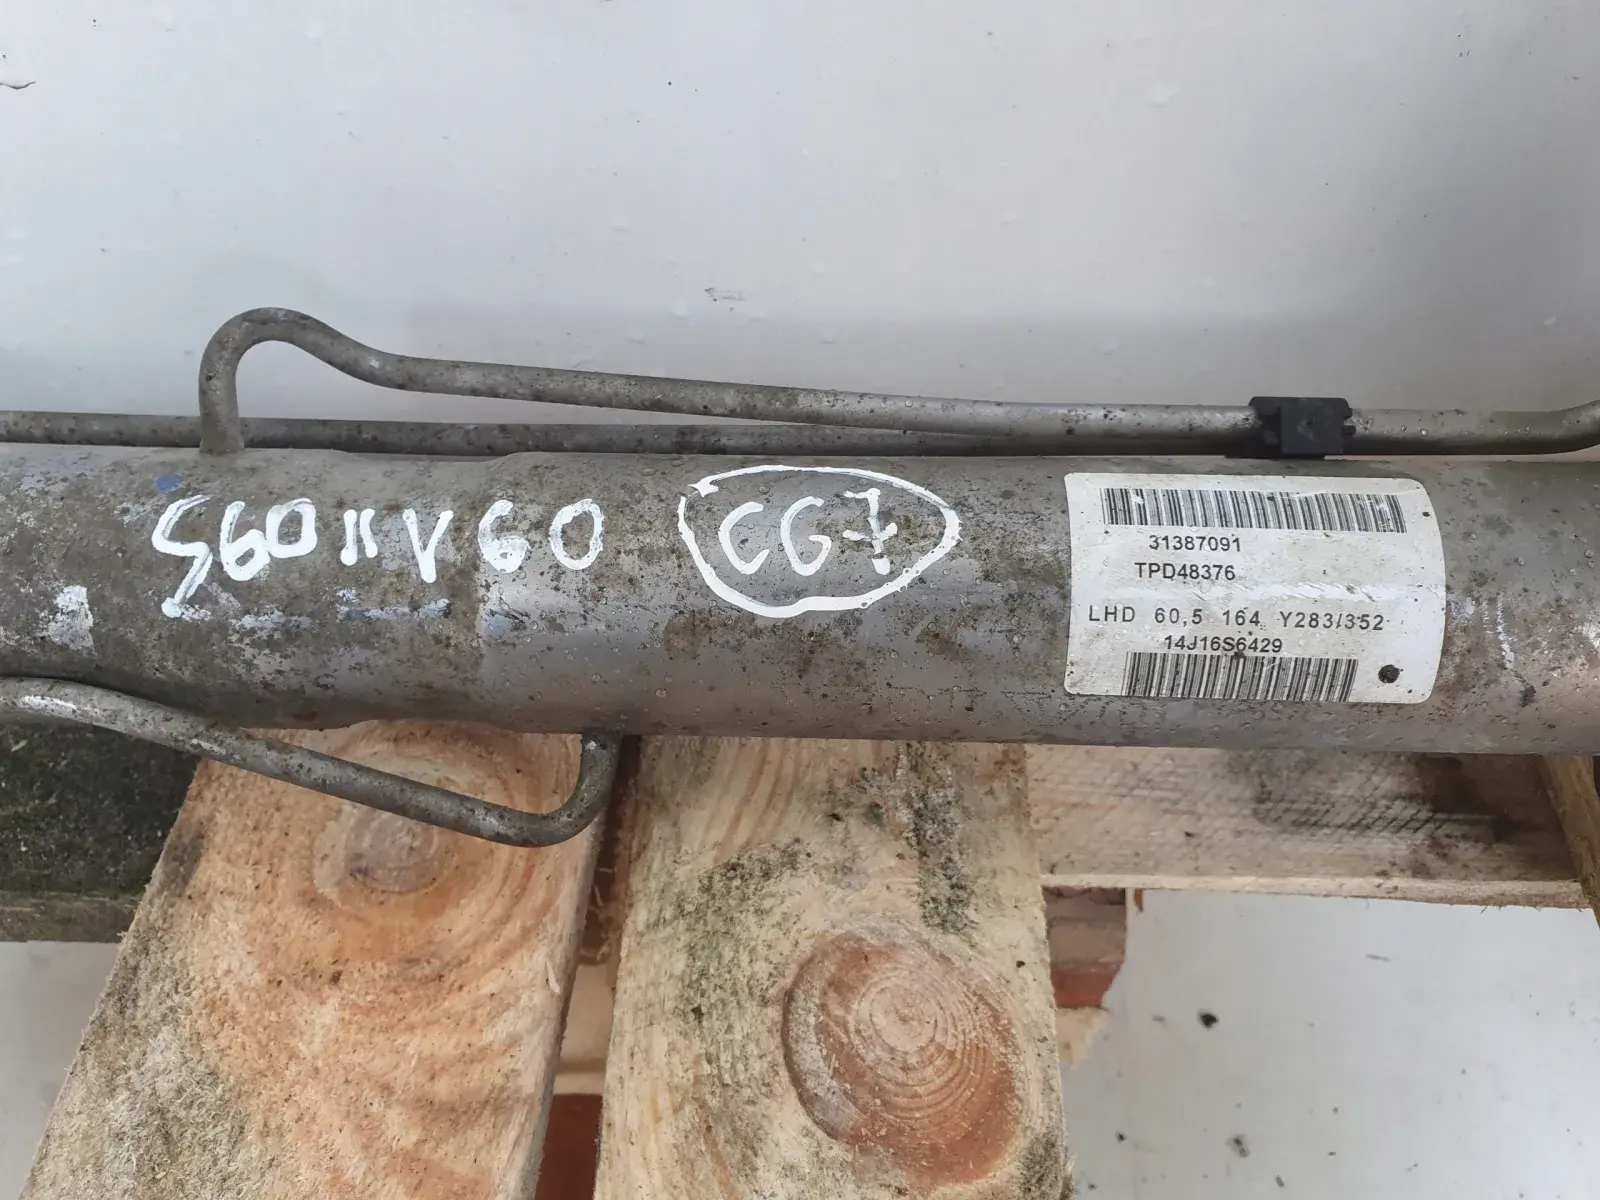 S60 II V60 CG7
31387091
TPD48376
LHD 60,5 164 Y283/352
14J16S6429